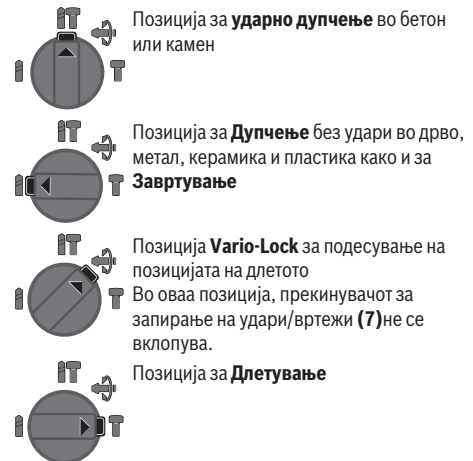 Позиција за ударно дупчење во бетон
или камен
Позиција за Дупчење без удари во дрво,
метал, керамика и пластика како и за
Завртување
Позиција Vario-Lock за подесување на
позицијата на длетото
Во оваа позиција, прекинувачот за
запирање на удари/вртежи (7)не се
вклопува.
Позиција за Длетување